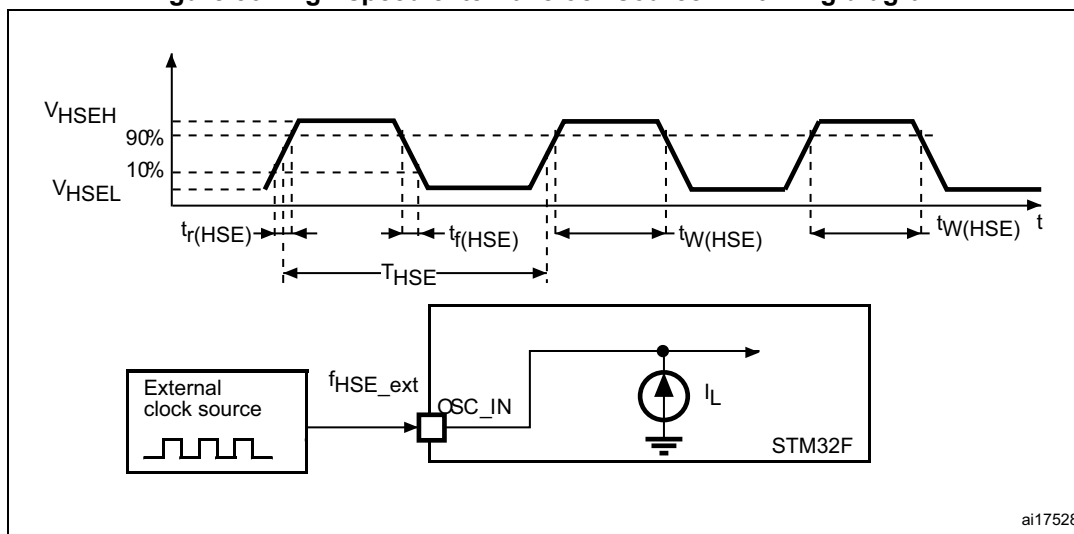 VHSEH
90%
10%
VHSEL
tr(HSE)
tf(HSE)
tW(HSE)
tW(HSE)
t
THSE
External
clock source
fHSE_ext
OSC_IN
IL
STM32F
ai17528